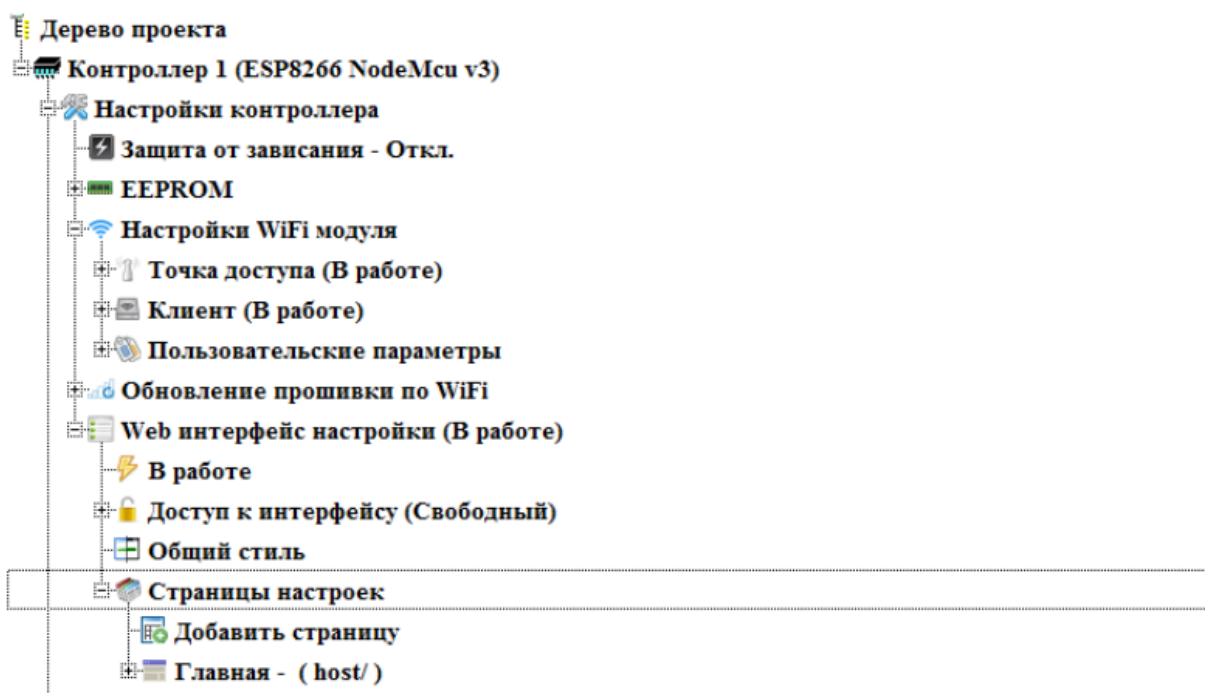 Дерево проекта
Контроллер 1 (ESP8266 NodeMcu v3)
Настройки контроллера
Защита от зависания - Откл.
EEPROM
Настройки WiFi модуля
Точка доступа (В работе)
Клиент (В работе)
Пользовательские параметры
Обновление прошивки по WiFi
Web интерфейс настройки (В работе)
В работе
Доступ к интерфейсу (Свободный)
Общий стиль
Страницы настроек
Добавить страницу
Главная - ( host/ )